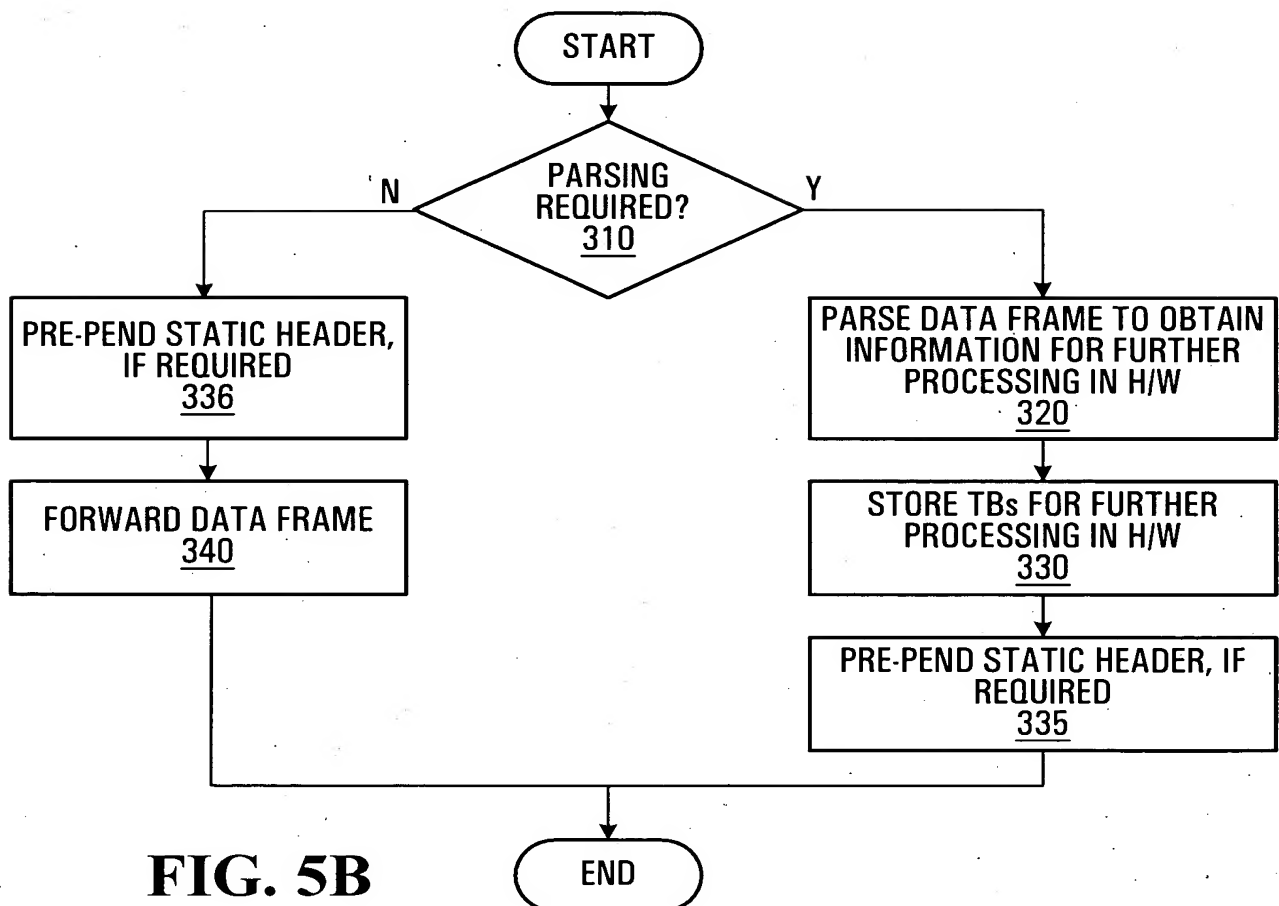 START
PARSING
REQUIRED?
310
N
Y
PRE-PEND STATIC HEADER,
IF REQUIRED
336
FORWARD DATA FRAME
340
PARSE DATA FRAME TO OBTAIN
INFORMATION FOR FURTHER
PROCESSING IN H/W
320
STORE TBs FOR FURTHER
PROCESSING IN H/W
330
PRE-PEND STATIC HEADER, IF
REQUIRED
335
END
FIG. 5B